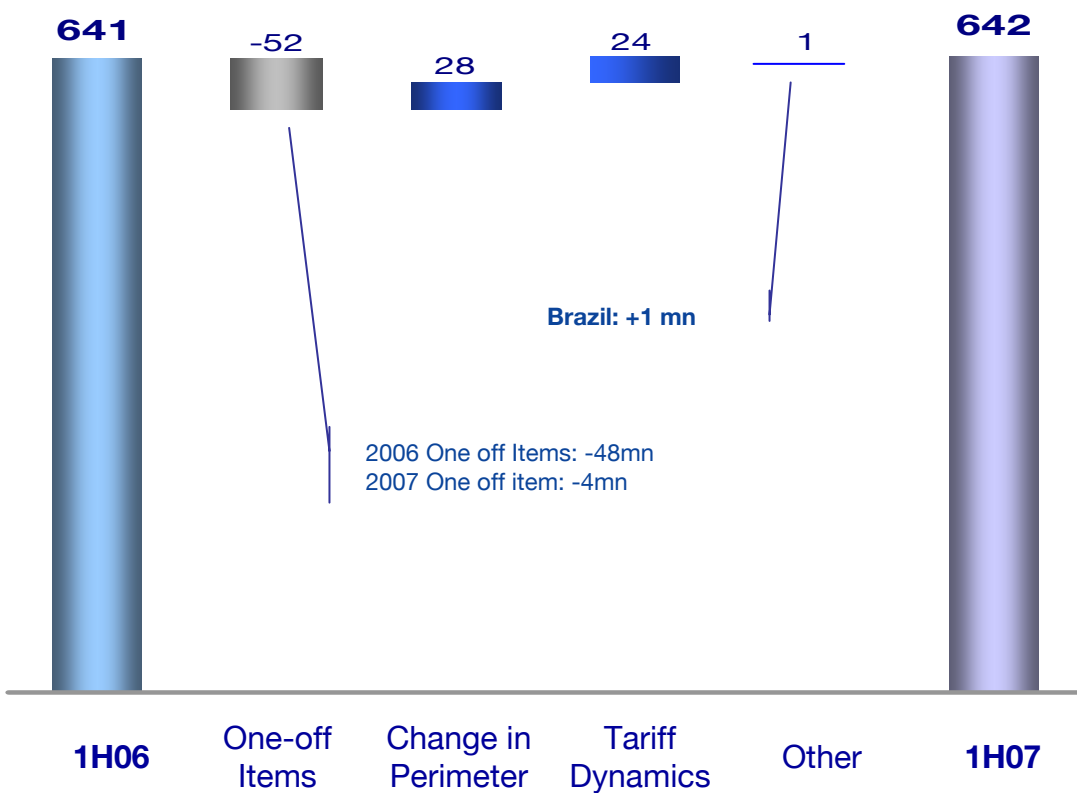 641
-52
28
24
1
642
Brazil: +1 mn
2006 One off Items: -48mn
2007 One off item: -4mn
1H06
One-off
Items
Change in
Perimeter
Tariff
Dynamics
Other
1H07